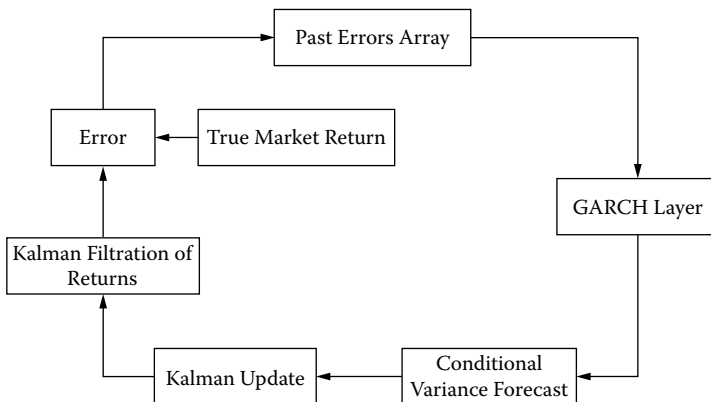 Past Errors Array
Error
True Market Return
GARCH Layer
Kalman Filtration of
Returns
Kalman Update
Conditional
Variance Forecast